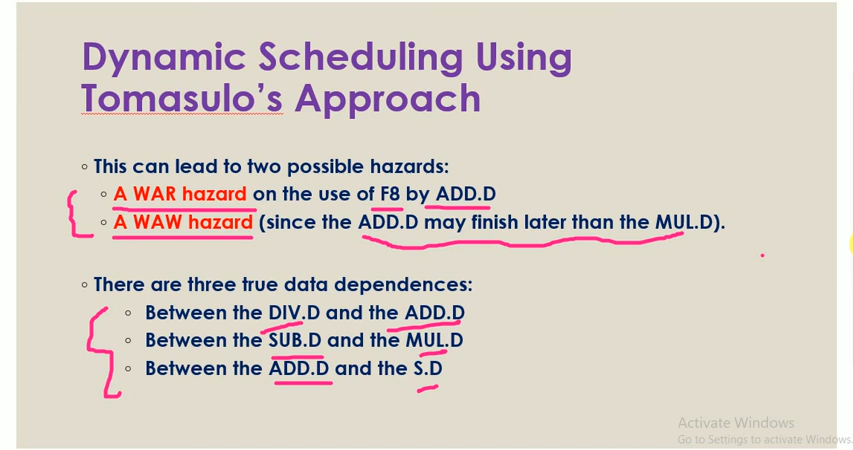 Dynamic Scheduling Using
Tomasulo's Approach
◦ This can lead to two possible hazards:
◦ A WAR hazard on the use of F8 by ADD.D
◦ A WAW hazard (since the ADD.D may finish later than the MUL.D).
◦ There are three true data dependences:
◦ Between the DIV.D and the ADD.D
◦ Between the SUB.D and the MUL.D
◦ Between the ADD.D and the S.D
Activate Windows
Go to Settings to activate Windows.